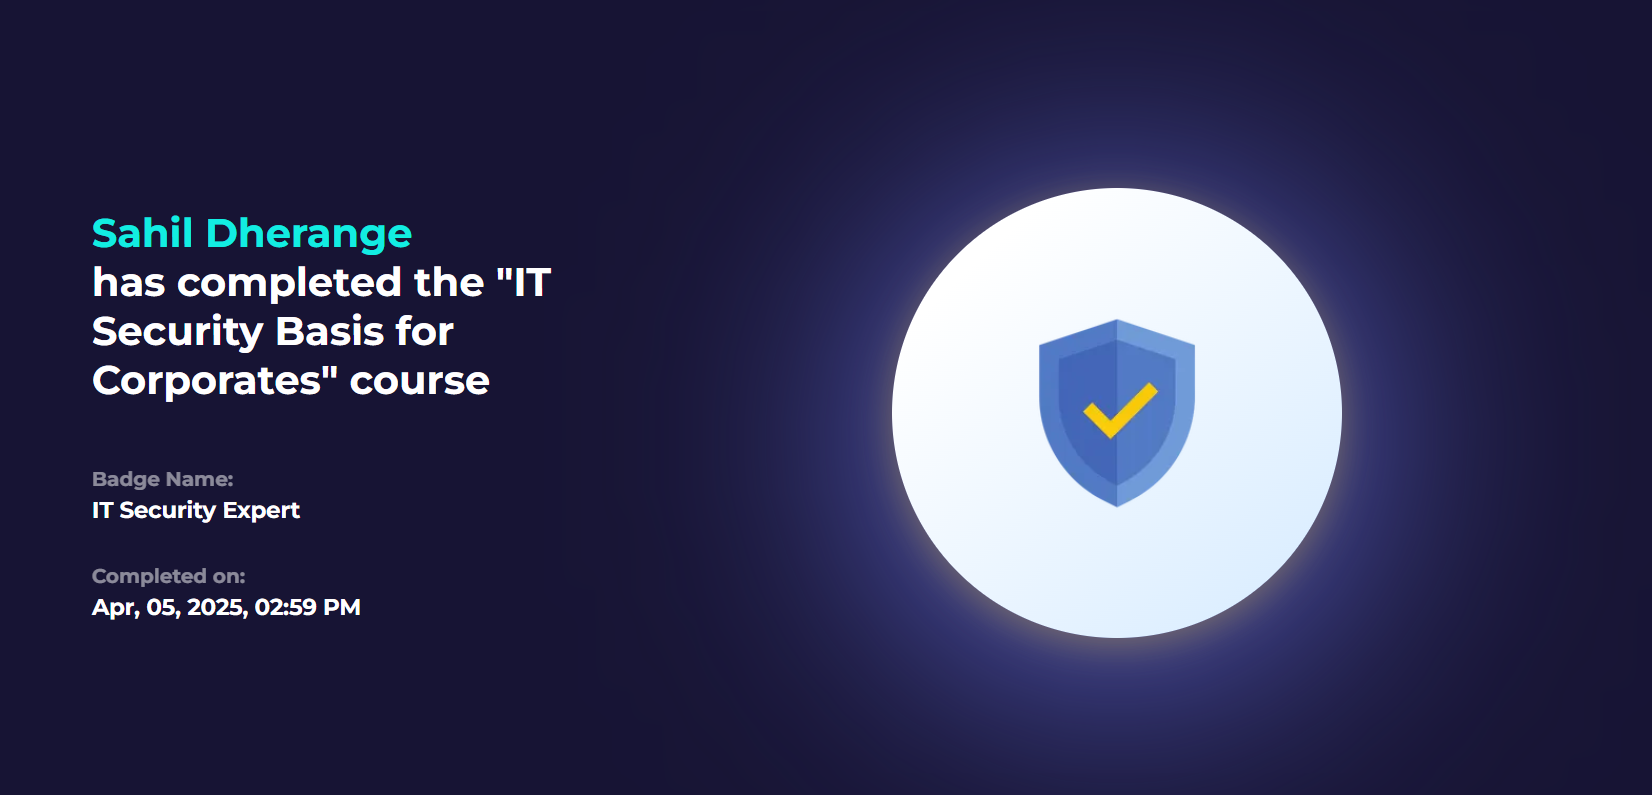 Sahil Dherange
has completed the "IT
Security Basis for
Corporates" course
Badge Name:
IT Security Expert
Completed on:
Apr, 05, 2025, 02:59 PM